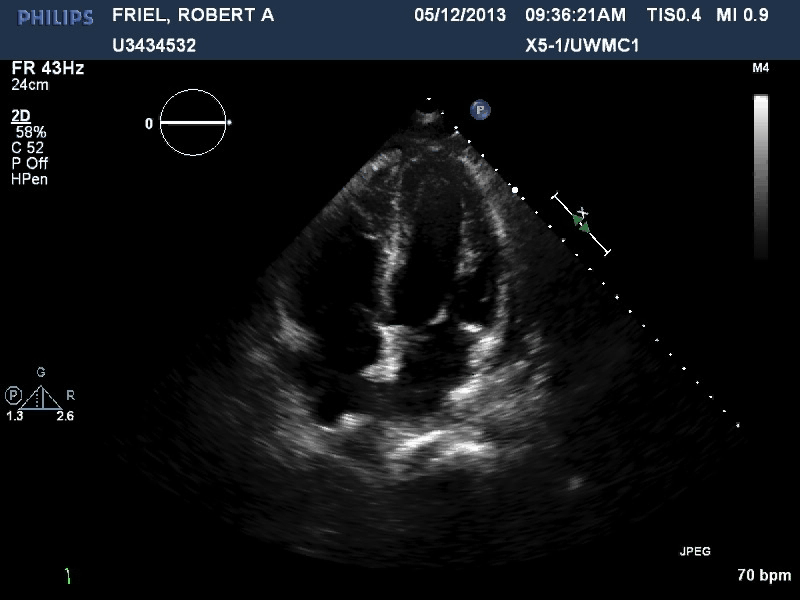 PHILIPS FRIEL, ROBERT A 05/12/2013 09:36:21AM TIS0.4 MI 0.9
U3434532 X5-1/UWMC1
FR 43Hz
24cm
M4
2D
58%
C 52
P Off
HPen
0
P
X
G
P R
1.3 2.6
JPEG
70 bpm